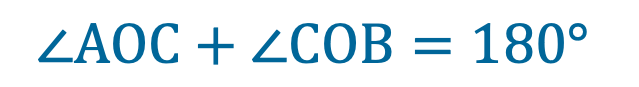 ∠AOC + ∠COB = 180°